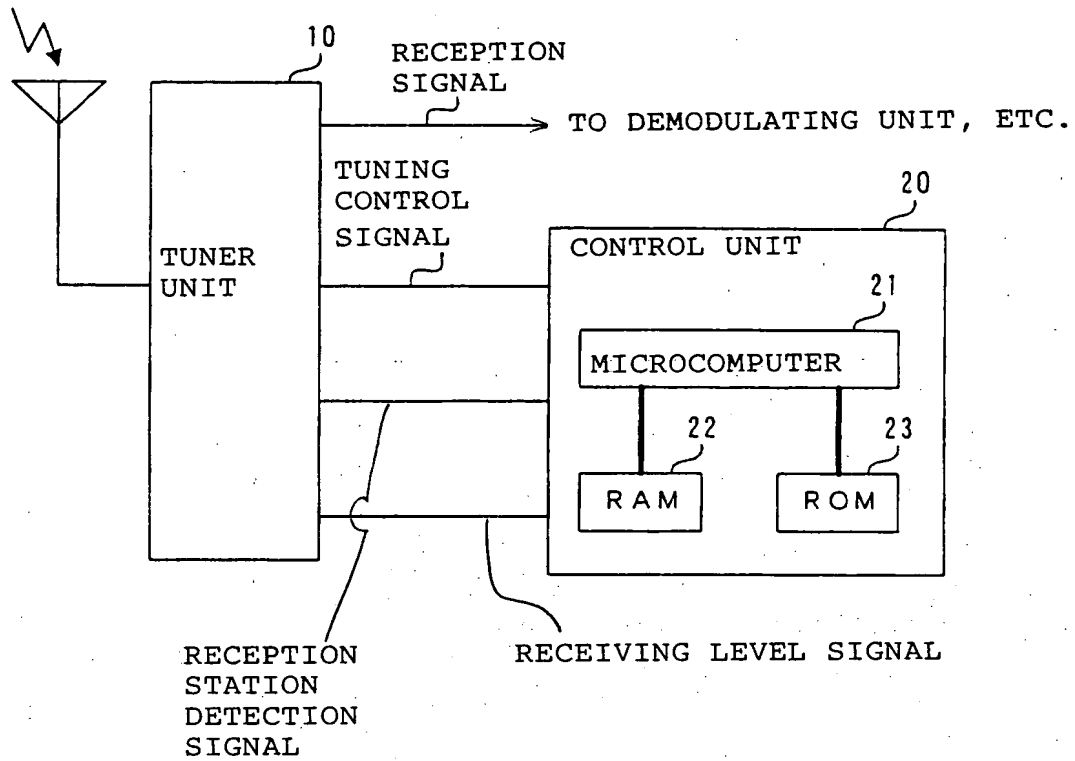 10
RECEPTION
SIGNAL
TO DEMODULATING UNIT, ETC.
TUNING
CONTROL
SIGNAL
20
TUNER
UNIT
CONTROL UNIT
21
MICROCOMPUTER
22
23
RAM
ROM
RECEPTION
STATION
DETECTION
SIGNAL
RECEIVING LEVEL SIGNAL